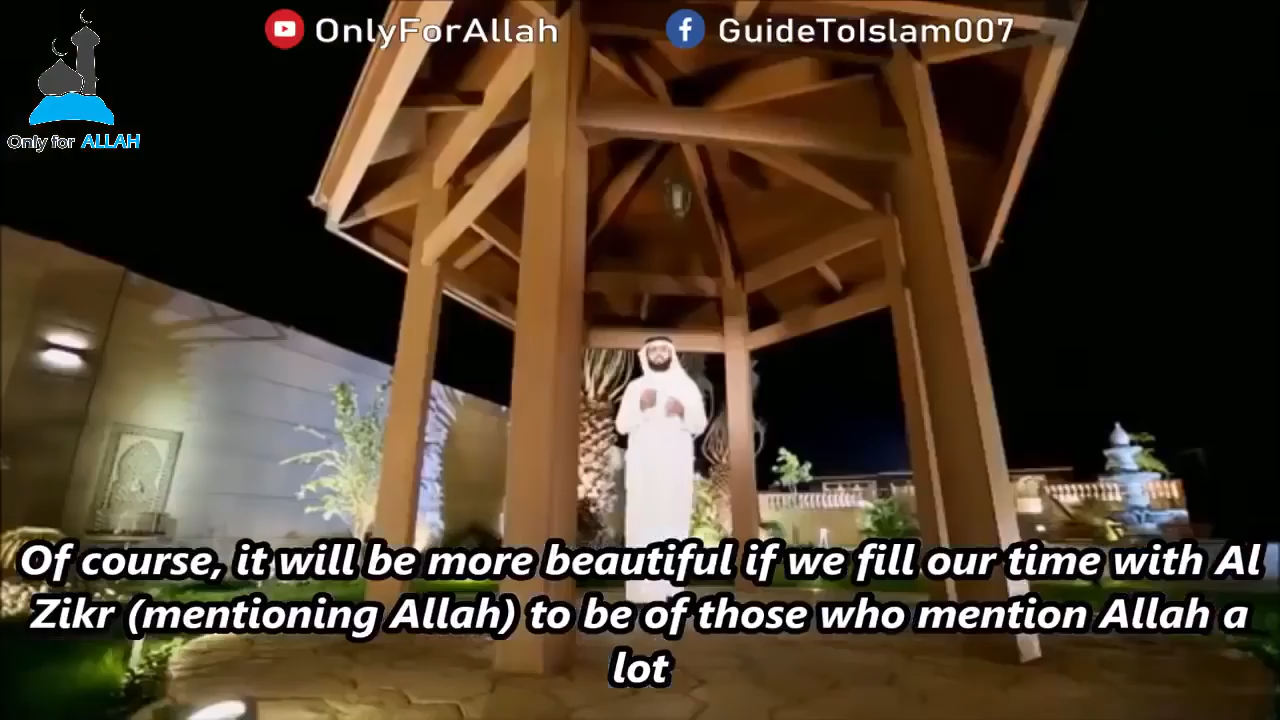 OnlyForAllah
GuideToIslam007
Only for ALLAH
Of course, it will be more beautiful if we fill our time with Al
Zikr (mentioning Allah) to be of those who mention Allah a
lot